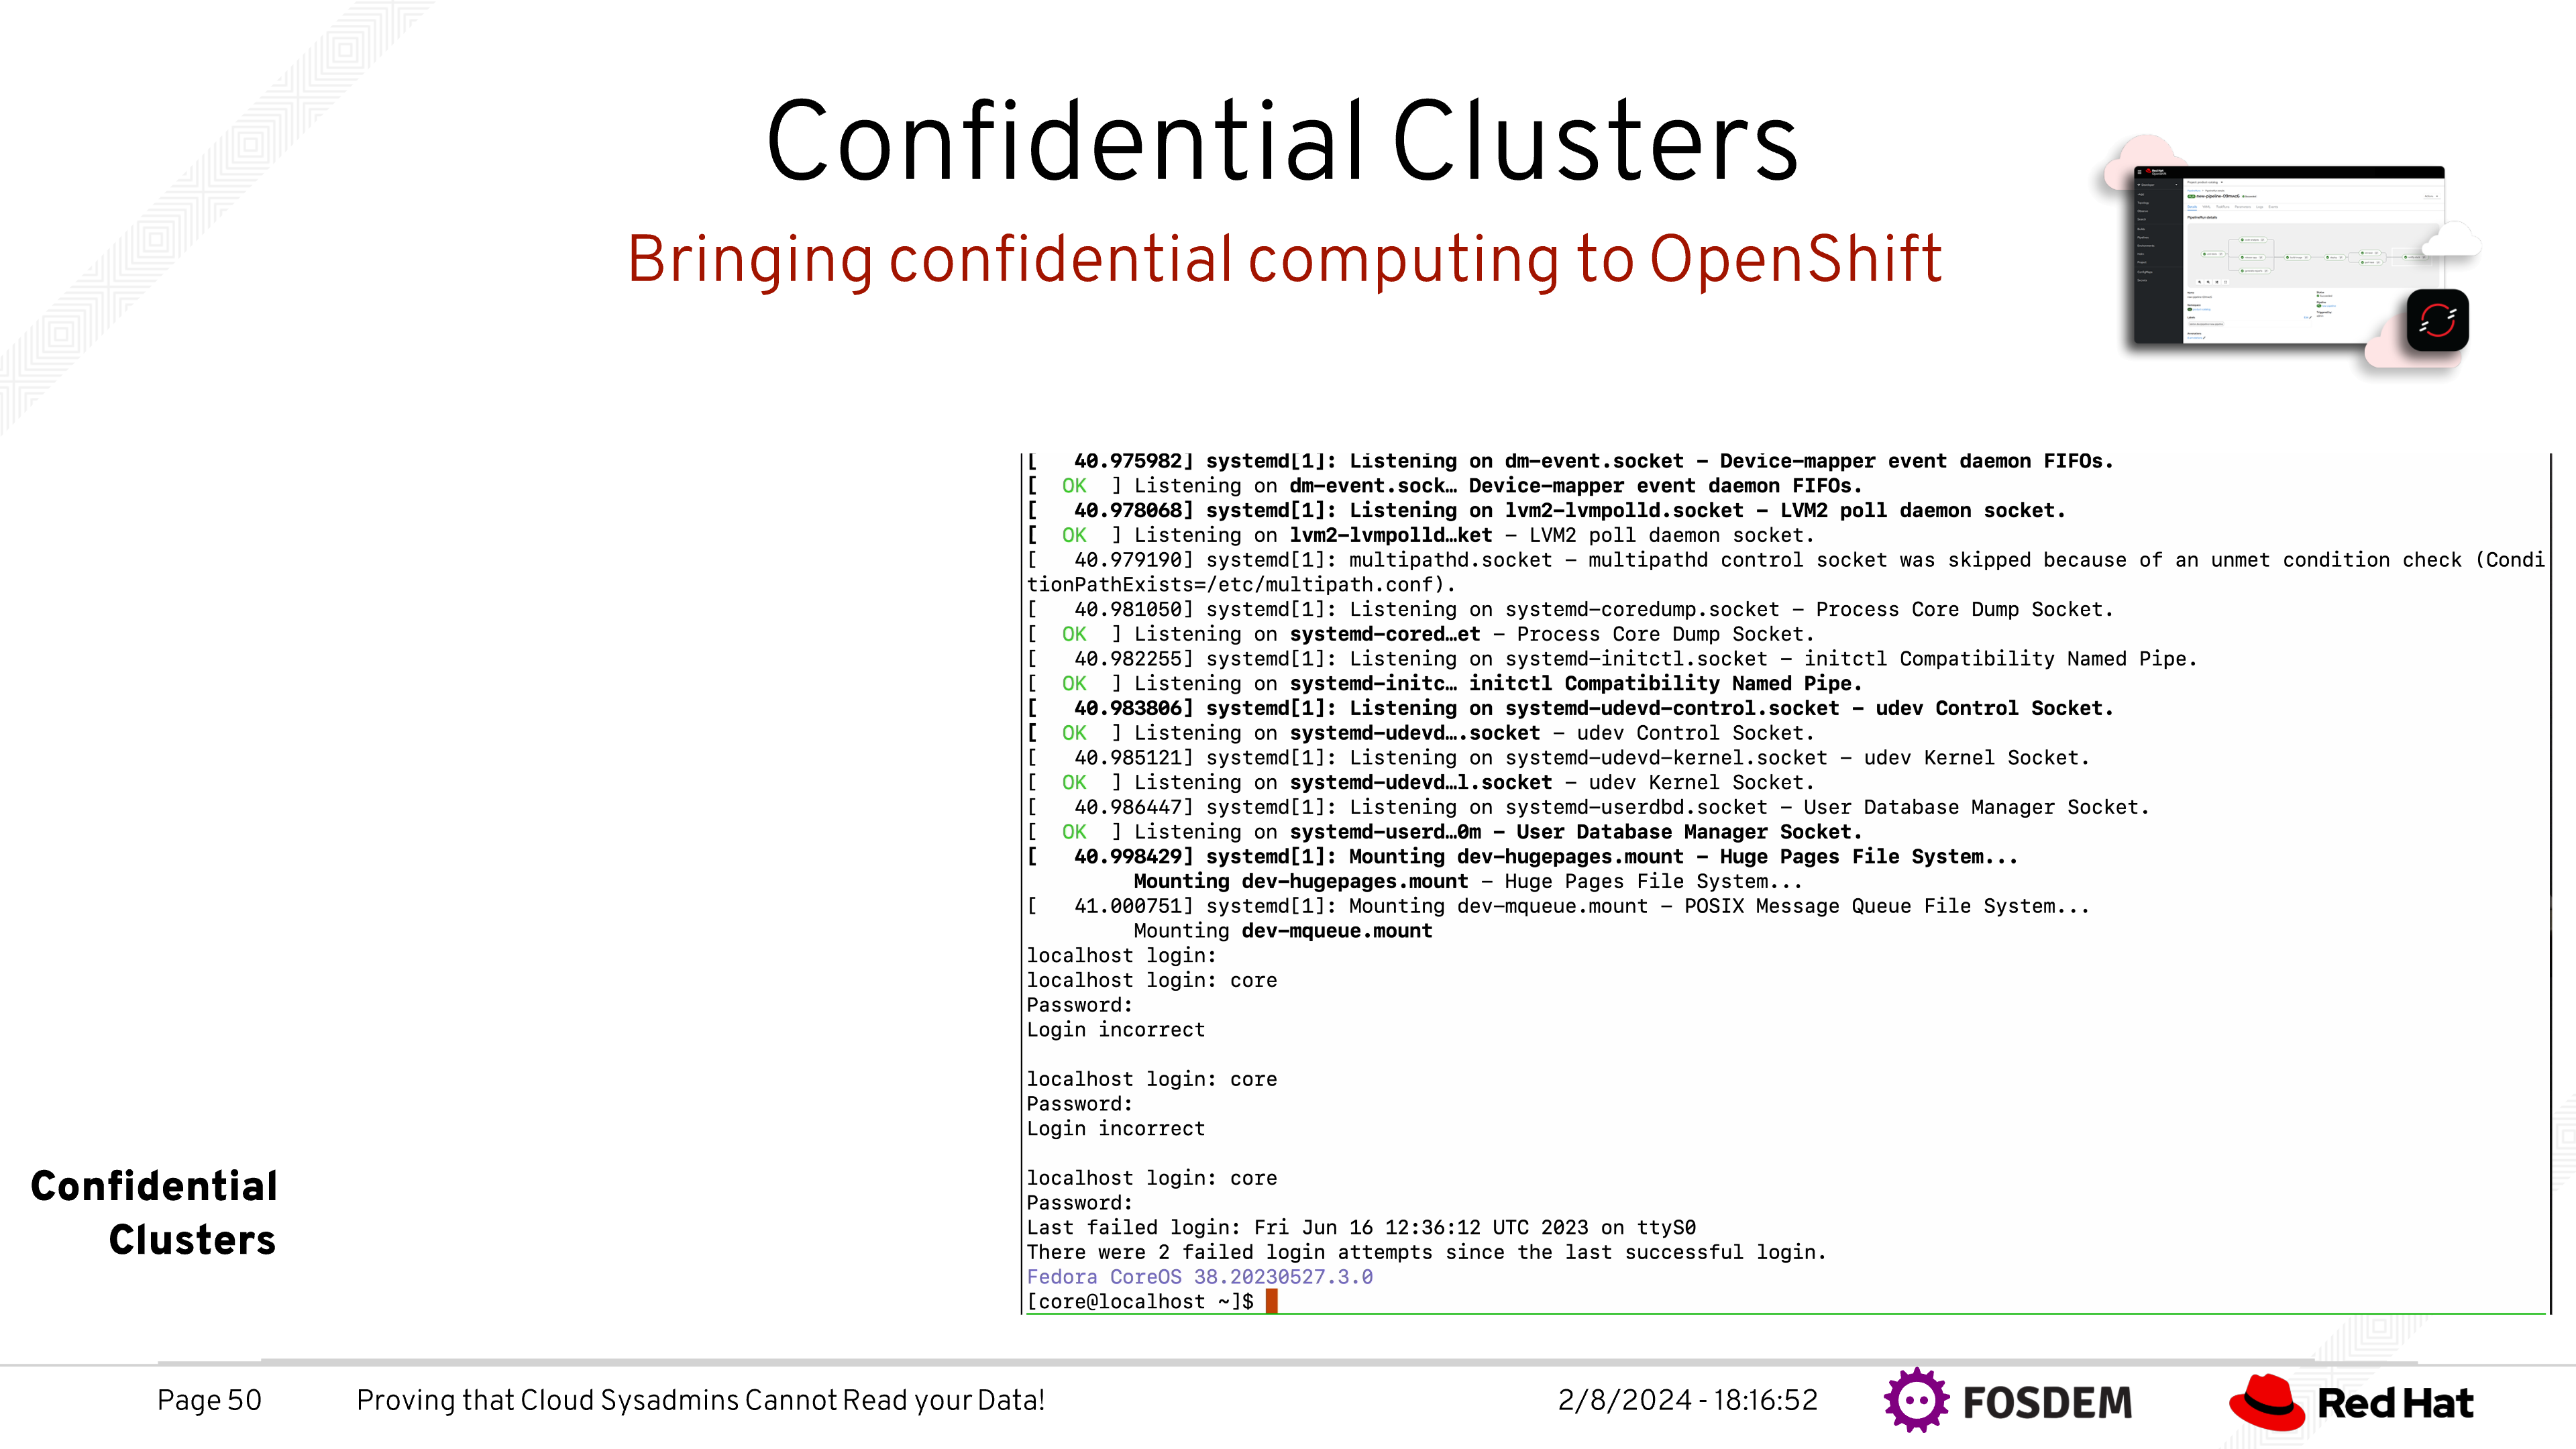 Confidential Clusters
Bringing confidential computing to OpenShift
[   40.975982] systemd[1]: Listening on dm-event.socket - Device-mapper event daemon FIFOs.
[  OK  ] Listening on dm-event.sock… Device-mapper event daemon FIFOs.
[   40.978068] systemd[1]: Listening on lvm2-lvmpolld.socket - LVM2 poll daemon socket.
[  OK  ] Listening on lvm2-lvmpolld…ket - LVM2 poll daemon socket.
[   40.979190] systemd[1]: multipathd.socket - multipathd control socket was skipped because of an unmet condition check (Condi
tionPathExists=/etc/multipath.conf).
[   40.981050] systemd[1]: Listening on systemd-coredump.socket - Process Core Dump Socket.
[  OK  ] Listening on systemd-cored…et - Process Core Dump Socket.
[   40.982255] systemd[1]: Listening on systemd-initctl.socket - initctl Compatibility Named Pipe.
[  OK  ] Listening on systemd-initc… initctl Compatibility Named Pipe.
[   40.983806] systemd[1]: Listening on systemd-udevd-control.socket - udev Control Socket.
[  OK  ] Listening on systemd-udevd….socket - udev Control Socket.
[   40.985121] systemd[1]: Listening on systemd-udevd-kernel.socket - udev Kernel Socket.
[  OK  ] Listening on systemd-udevd…l.socket - udev Kernel Socket.
[   40.986447] systemd[1]: Listening on systemd-userdbd.socket - User Database Manager Socket.
[  OK  ] Listening on systemd-userd…0m - User Database Manager Socket.
[   40.998429] systemd[1]: Mounting dev-hugepages.mount - Huge Pages File System...
         Mounting dev-hugepages.mount - Huge Pages File System...
[   41.000751] systemd[1]: Mounting dev-mqueue.mount - POSIX Message Queue File System...
         Mounting dev-mqueue.mount
localhost login:
localhost login: core
Password:
Login incorrect
localhost login: core
Password:
Login incorrect
localhost login: core
Password:
Last failed login: Fri Jun 16 12:36:12 UTC 2023 on ttyS0
There were 2 failed login attempts since the last successful login.
Fedora CoreOS 38.20230527.3.0
[core@localhost ~]$
Confidential
Clusters
Page 50
Proving that Cloud Sysadmins Cannot Read your Data!
2/8/2024 - 18:16:52
FOSDEM
Red Hat